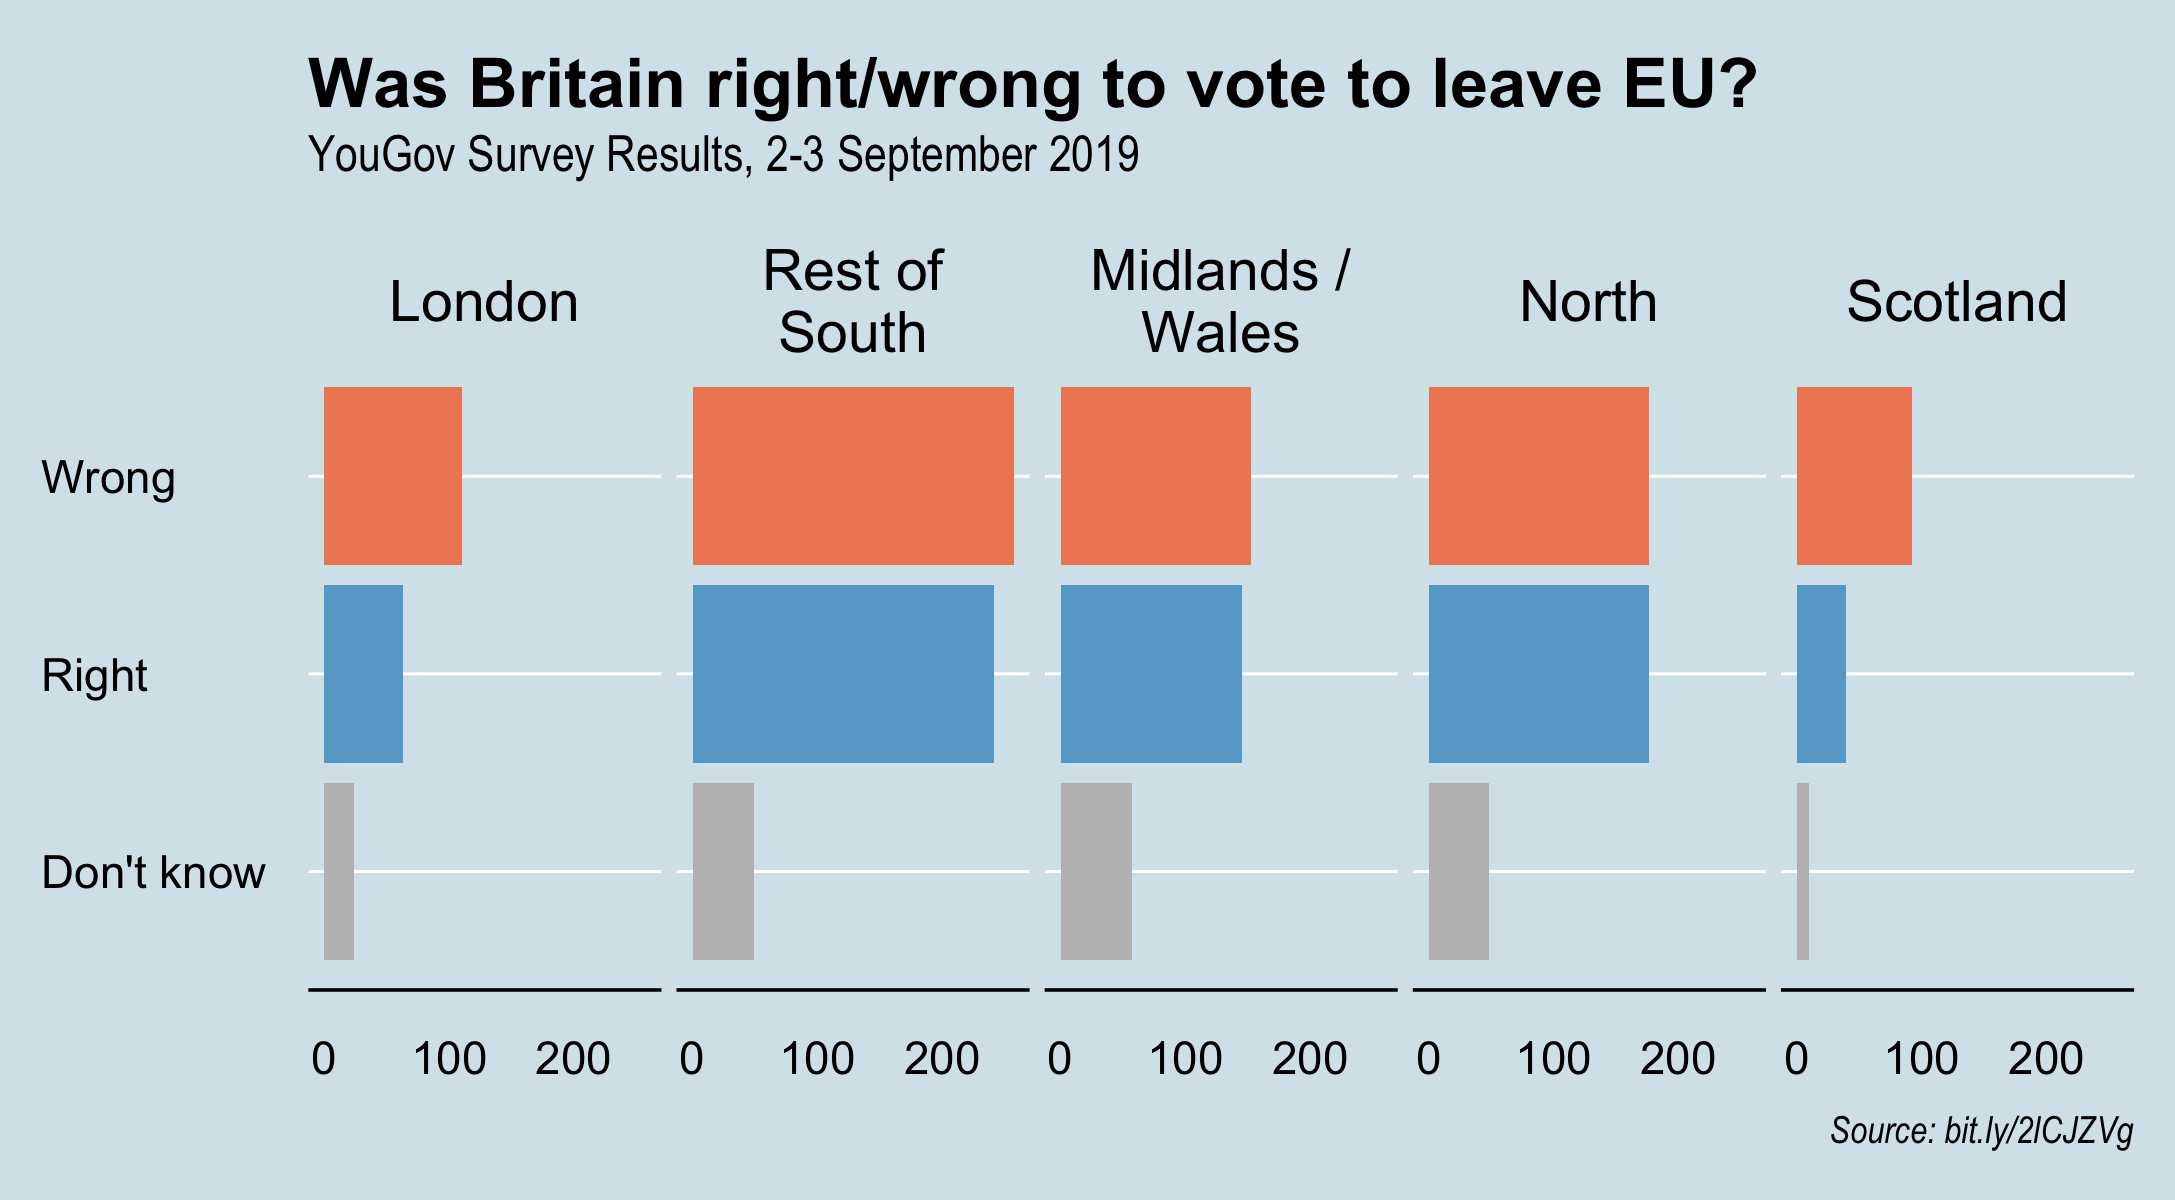 Was Britain right/wrong to vote to leave EU?
YouGov Survey Results, 2-3 September 2019
London
Rest of
South
Midlands /
Wales
North
Scotland
Wrong
Right
Don't know
0 100 200 0 100 200 0 100 200 0 100 200 0 100 200
Source: bit.ly/2lCJZVg